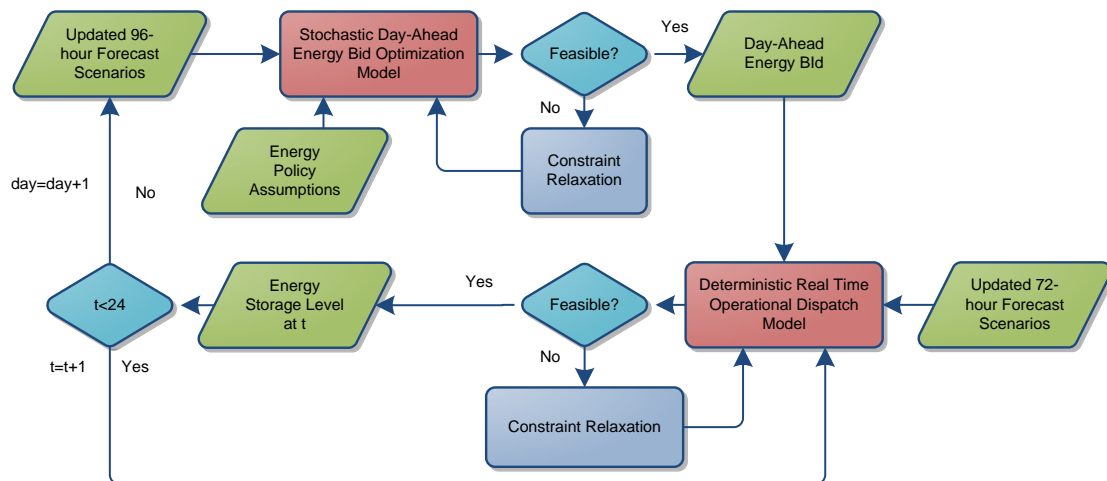 Updated 96-
hour Forecast
Scenarios
Stochastic Day-Ahead
Energy Bid Optimization
Model
Feasible?
Yes
Day-Ahead
Energy BId
No
Energy
Policy
Assumptions
Constraint
Relaxation
day=day+1
No
t<24
Energy
Storage Level
at t
Yes
Feasible?
Deterministic Real Time
Operational Dispatch
Model
Updated 72-
hour Forecast
Scenarios
t=t+1
Yes
No
Constraint Relaxation